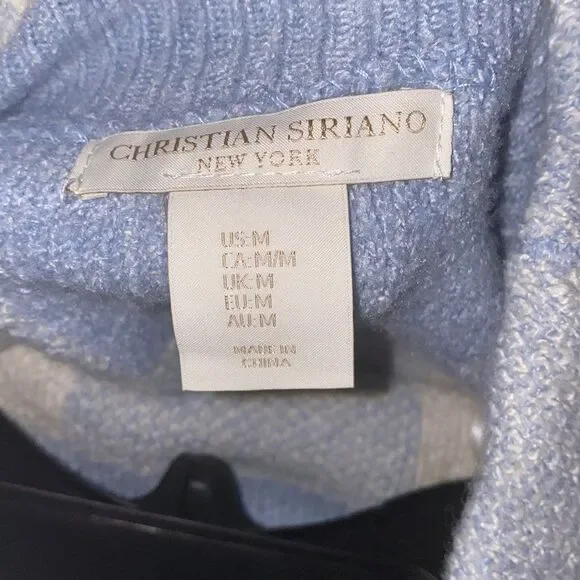 CHRISTIAN SIRIANO
NEW YORK
US:M
CA:M/M
UK:M
EU:M
AU:M
MADE IN
CHINA